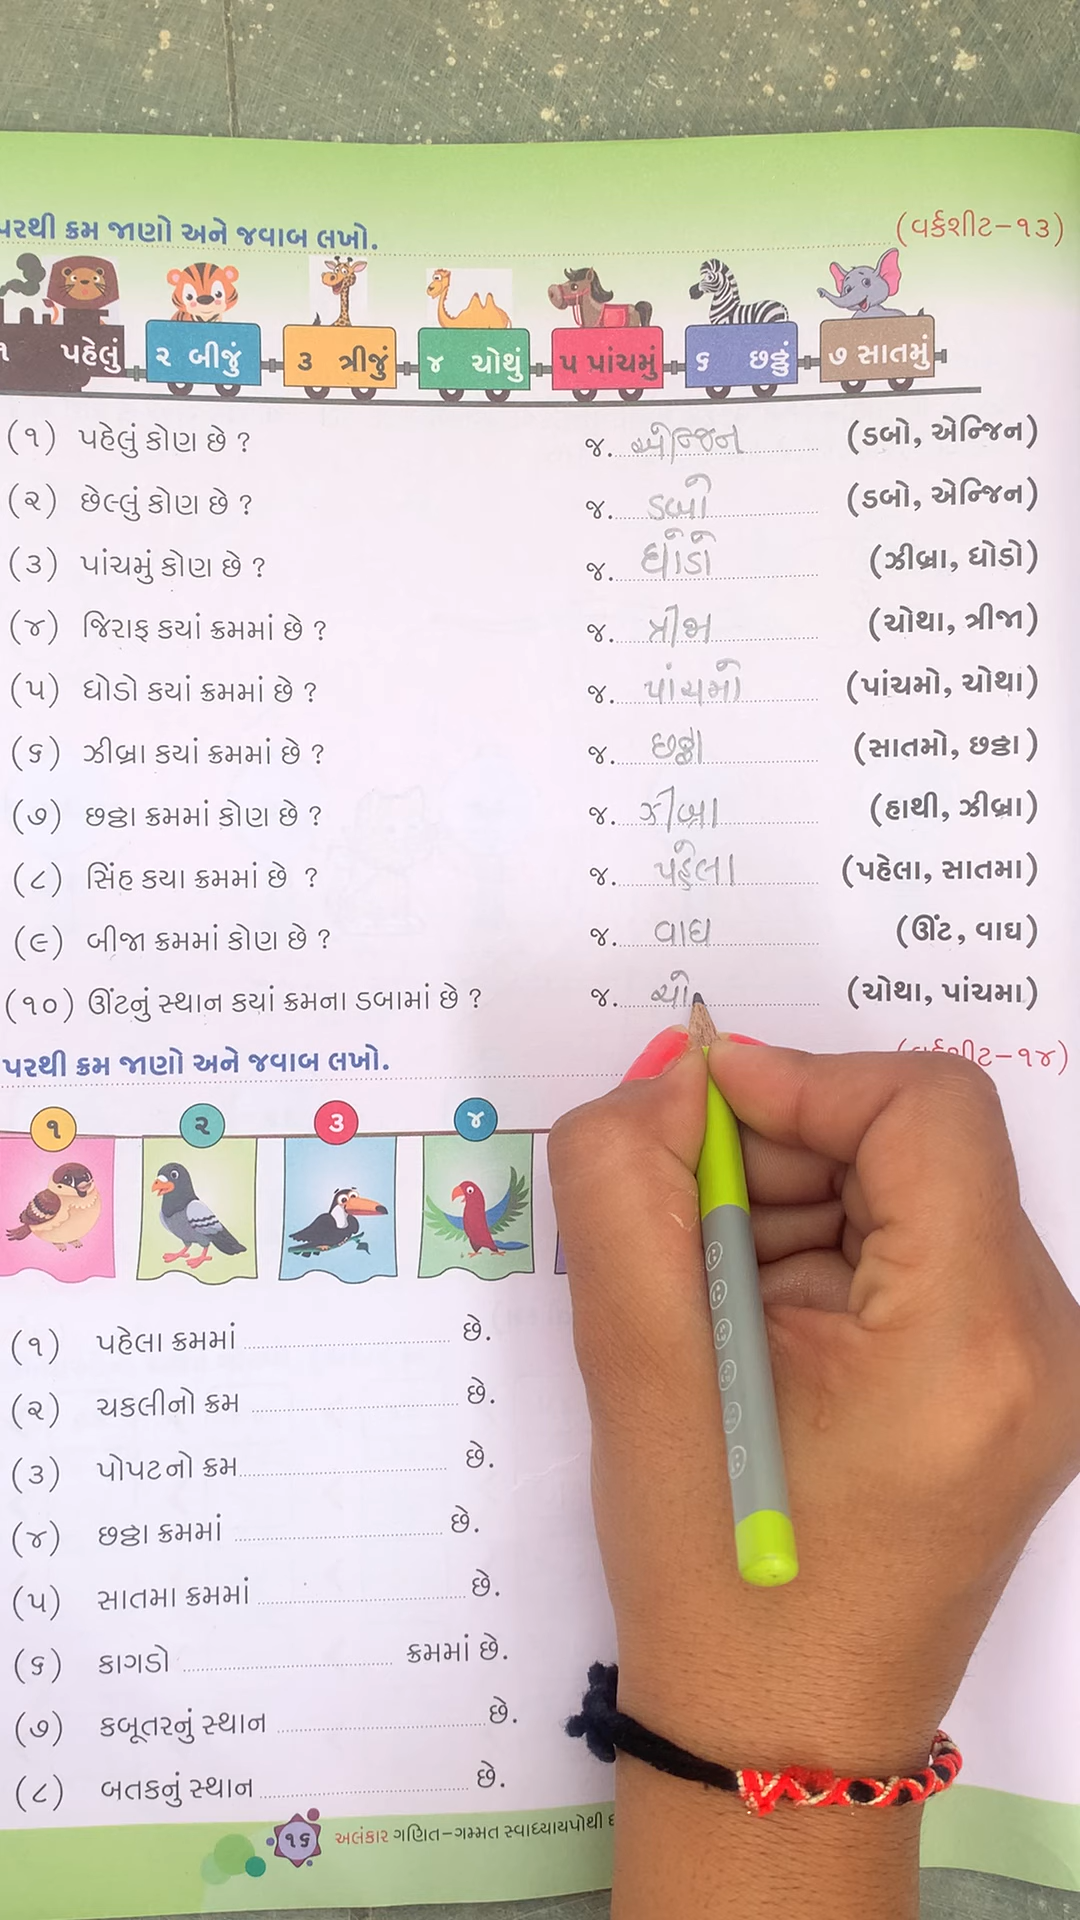 પરથી ક્રમ જાણો અને જવાબ લખો. (વર્કશીટ-૧૩)
૧ પહેલું ૨ બીજું ૩ ત્રીજું ૪ ચોથું ૫ પાંચમું ૬ છઠ્ઠું ૭ સાતમું
(૧) પહેલું કોણ છે ? જ. એન્જિન (ડબો, એન્જિન)
(૨) છેલ્લું કોણ છે ? જ. ડબો (ડબો, એન્જિન)
(૩) પાંચમું કોણ છે ? જ. ઘોડો (ઝીબ્રા, ઘોડો)
(૪) જિરાફ કયાં ક્રમમાં છે ? જ. ત્રીજા (ચોથા, ત્રીજા)
(૫) ઘોડો કયાં ક્રમમાં છે ? જ. પાંચમો (પાંચમો, ચોથા)
(૬) ઝીબ્રા કયાં ક્રમમાં છે ? જ. છઠ્ઠા (સાતમો, છઠ્ઠા)
(૭) છઠ્ઠા ક્રમમાં કોણ છે ? જ. ઝીબ્રા (હાથી, ઝીબ્રા)
(૮) સિંહ કયા ક્રમમાં છે ? જ. પહેલા (પહેલા, સાતમા)
(૯) બીજા ક્રમમાં કોણ છે ? જ. વાઘ (ઊંટ, વાઘ)
(૧૦) ઊંટનું સ્થાન કયાં ક્રમના ડબામાં છે ? જ. ચો (ચોથા, પાંચમા)
પરથી ક્રમ જાણો અને જવાબ લખો.
૧ ૨ ૩ ૪
(૧) પહેલા ક્રમમાં છે.
(૨) ચકલીનો ક્રમ છે.
(૩) પોપટનો ક્રમ છે.
(૪) છઠ્ઠા ક્રમમાં છે.
(૫) સાતમા ક્રમમાં છે.
(૬) કાગડો ક્રમમાં છે.
(૭) કબૂતરનું સ્થાન છે.
(૮) બતકનું સ્થાન છે.
૧૬ અલંકાર ગણિત-ગમ્મત સ્વાધ્યાયપોથી